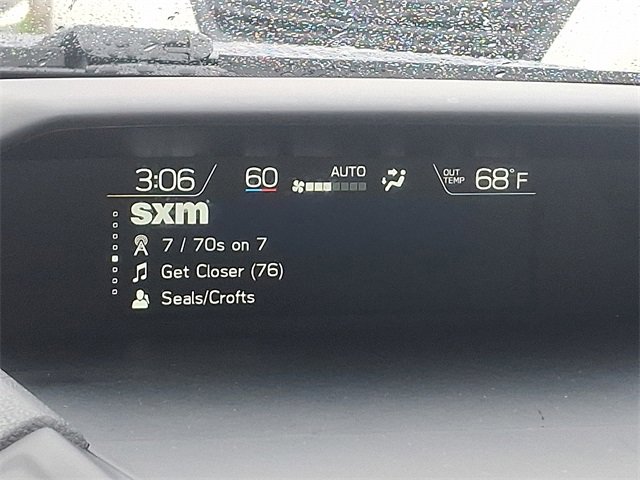 3:06 60 AUTO OUT TEMP 68°F
sxm
7 / 70s on 7
Get Closer (76)
Seals/Crofts